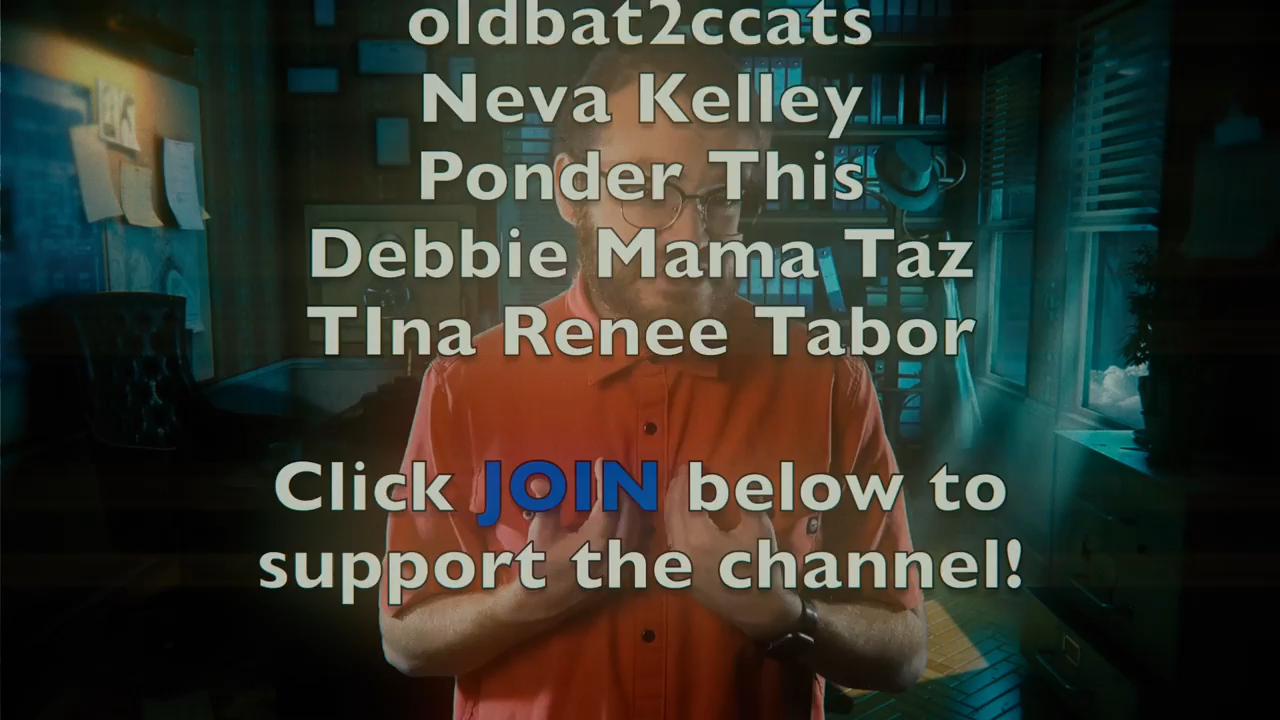 oldbat2ccats
Neva Kelley
Ponder This
Debbie Mama Taz
TIna Renee Tabor
Click JOIN below to
support the channel!